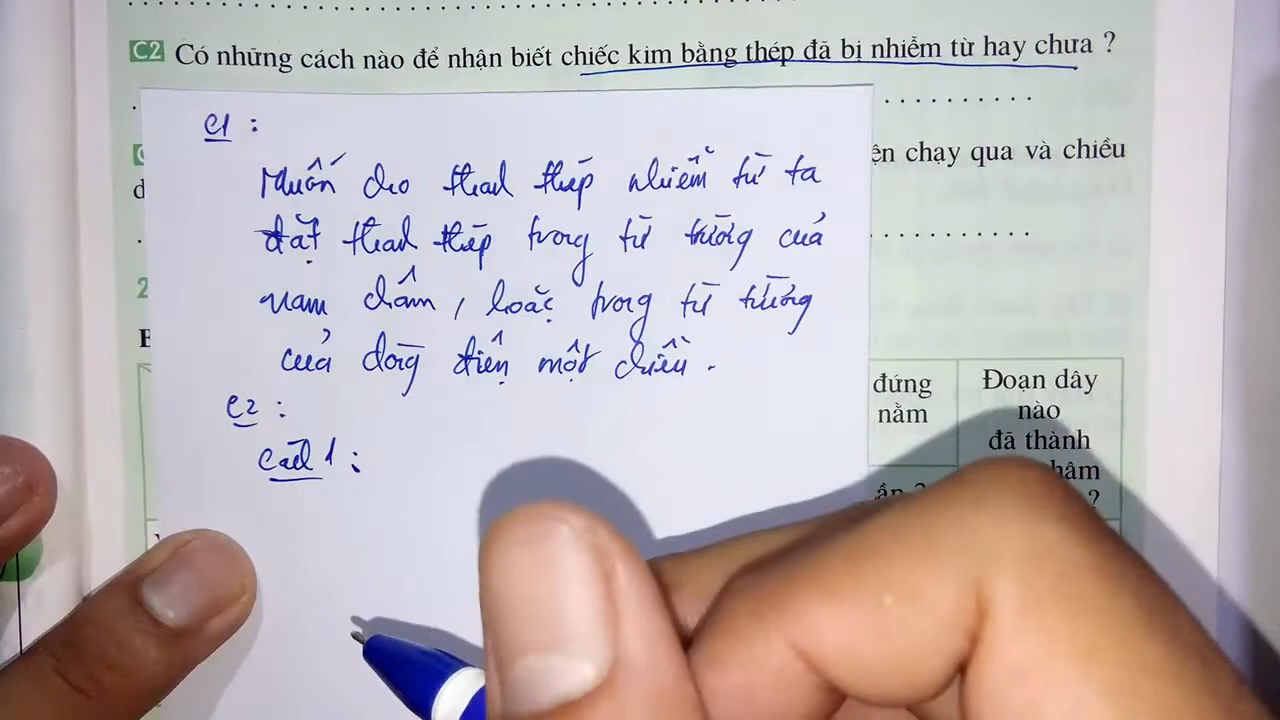 C2 Có những cách nào để nhận biết chiếc kim bằng thép đã bị nhiễm từ hay chưa ?
C1 :
Muốn cho thanh thép nhiễm từ ta
đặt thanh thép trong từ trường của
nam châm, hoặc trong từ trường
của dòng điện một chiều.
C2 :
Cách 1 :
ện chạy qua và chiều
d
2
B
đứng
nằm
ần ?
Đoạn dây
nào
đã thành
hâm
?